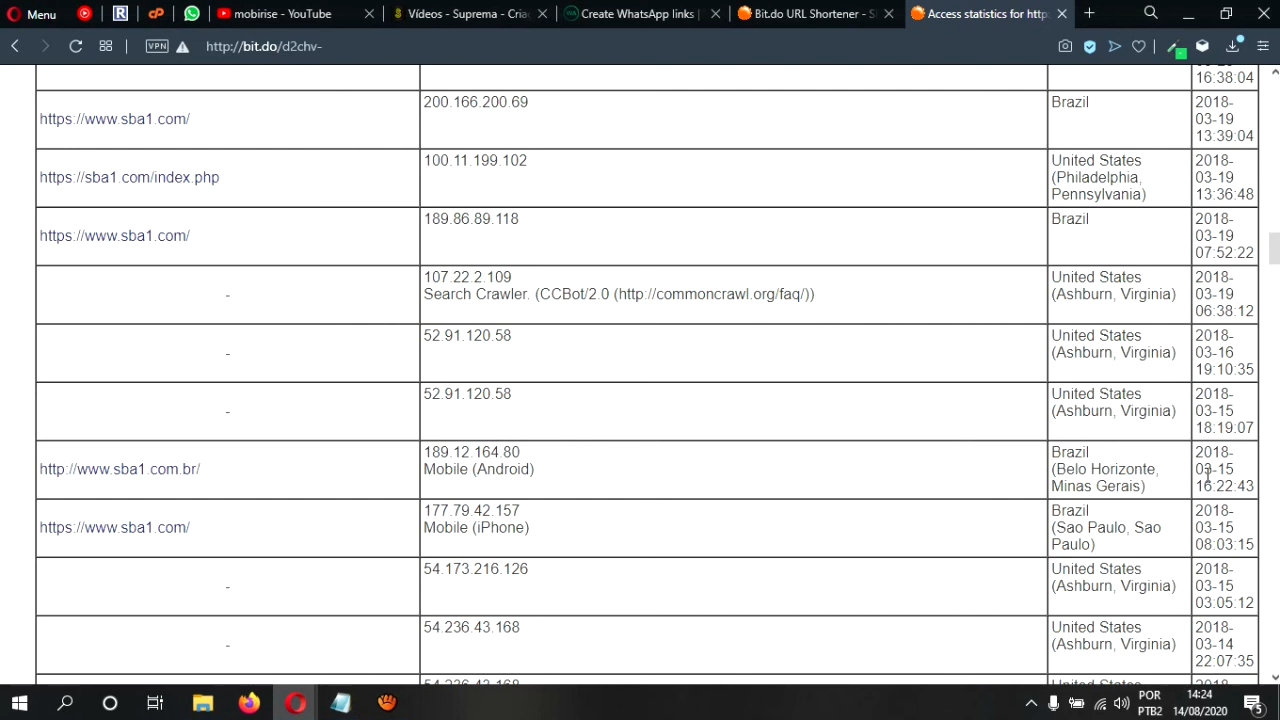 Menu
mobirise - YouTube
Vídeos - Suprema - Cria
Create WhatsApp links |
Bit.do URL Shortener - S
Access statistics for http:
VPN
http://bit.do/d2chv-
16:38:04
https://www.sba1.com/
200.166.200.69
Brazil
2018-
03-19
13:39:04
https://sba1.com/index.php
100.11.199.102
United States
(Philadelphia,
Pennsylvania)
2018-
03-19
13:36:48
https://www.sba1.com/
189.86.89.118
Brazil
2018-
03-19
07:52:22
-
107.22.2.109
Search Crawler. (CCBot/2.0 (http://commoncrawl.org/faq/))
United States
(Ashburn, Virginia)
2018-
03-19
06:38:12
-
52.91.120.58
United States
(Ashburn, Virginia)
2018-
03-16
19:10:35
-
52.91.120.58
United States
(Ashburn, Virginia)
2018-
03-15
18:19:07
http://www.sba1.com.br/
189.12.164.80
Mobile (Android)
Brazil
(Belo Horizonte,
Minas Gerais)
2018-
03-15
16:22:43
https://www.sba1.com/
177.79.42.157
Mobile (iPhone)
Brazil
(Sao Paulo, Sao
Paulo)
2018-
03-15
08:03:15
-
54.173.216.126
United States
(Ashburn, Virginia)
2018-
03-15
03:05:12
-
54.236.43.168
United States
(Ashburn, Virginia)
2018-
03-14
22:07:35
54.236.43.168
United States
2018-
POR
PTB2
14:24
14/08/2020
5